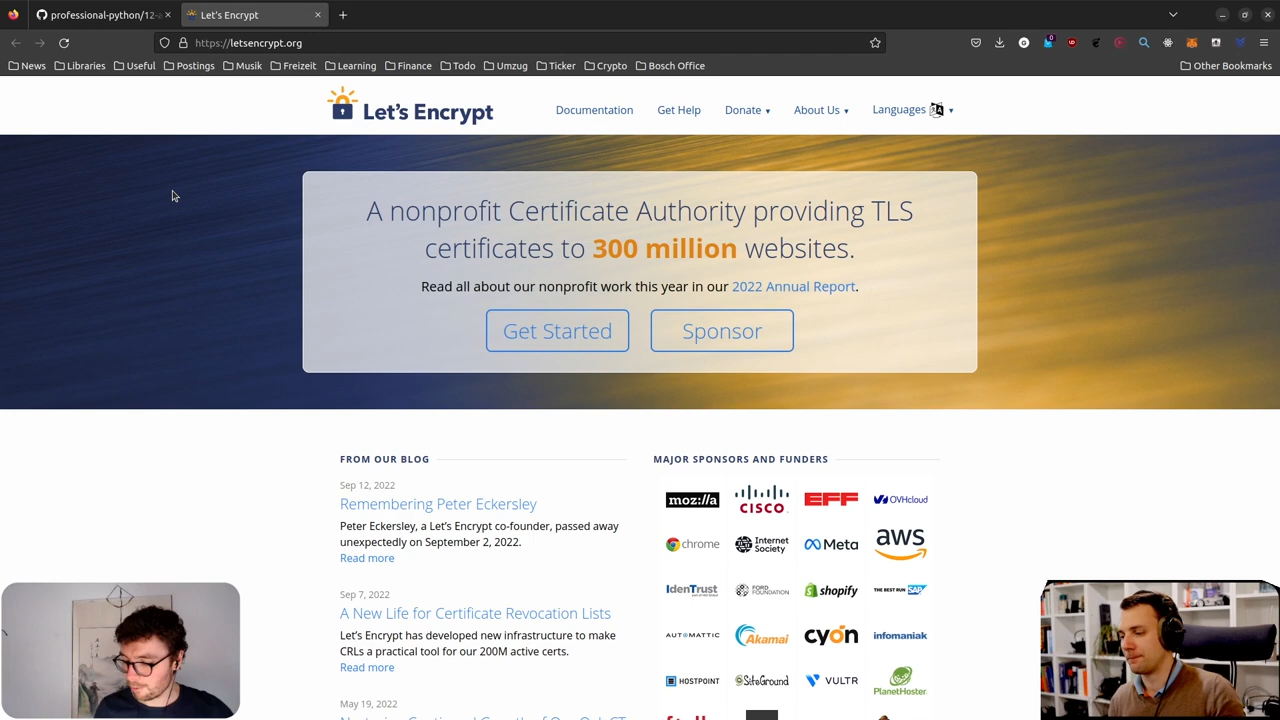 professional-python/12-
Let's Encrypt
https://letsencrypt.org
News Libraries Useful Postings Musik Freizeit Learning Finance Todo Umzug Ticker Crypto Bosch Office Other Bookmarks
Let's Encrypt
Documentation Get Help Donate ▾ About Us ▾ Languages ▾
A nonprofit Certificate Authority providing TLS
certificates to 300 million websites.
Read all about our nonprofit work this year in our 2022 Annual Report.
Get Started Sponsor
FROM OUR BLOG
Sep 12, 2022
Remembering Peter Eckersley
Peter Eckersley, a Let's Encrypt co-founder, passed away
unexpectedly on September 2, 2022.
Read more
Sep 7, 2022
A New Life for Certificate Revocation Lists
Let's Encrypt has developed new infrastructure to make
CRLs a practical tool for our 200M active certs.
Read more
May 19, 2022
MAJOR SPONSORS AND FUNDERS
moz://a CISCO EFF OVHcloud
chrome Internet Society Meta aws
IdenTrust FORD FOUNDATION shopify THE BEST RUN SAP
AUTOMATTIC Akamai cyon infomaniak
HOSTPOINT SiteGround VULTR PlanetHoster